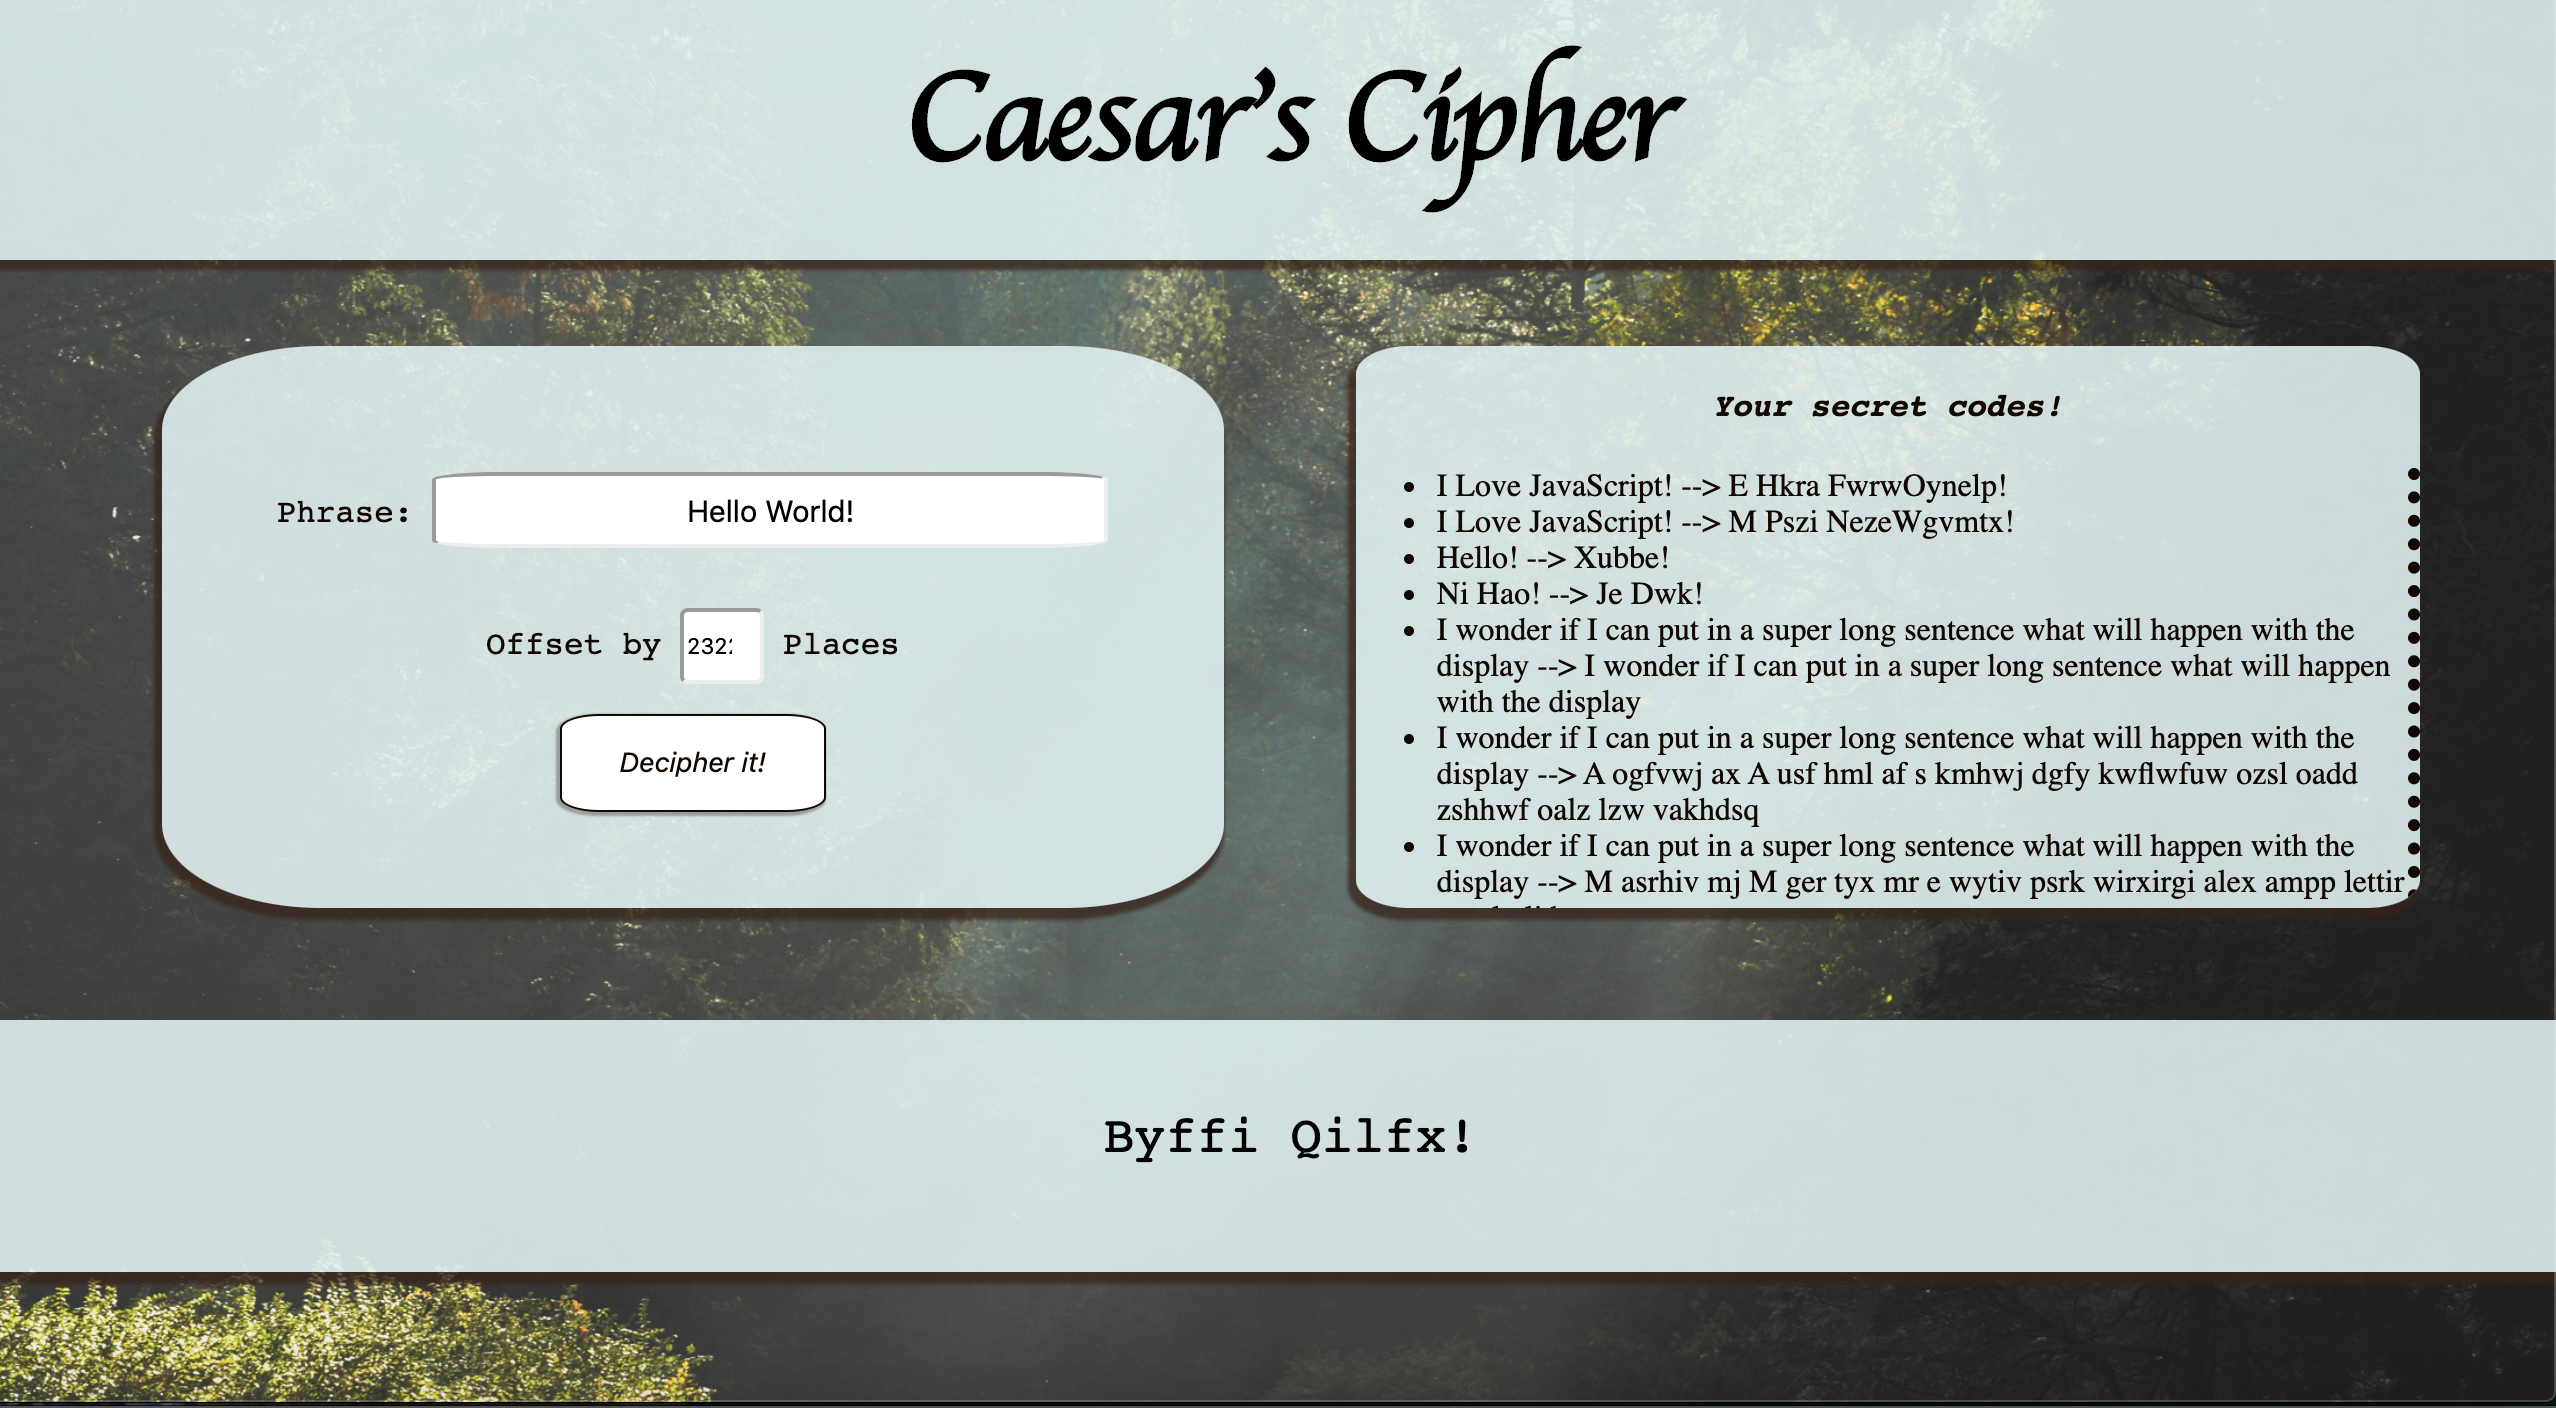 Caesar's Cipher
Phrase: Hello World!
Offset by 232 Places
Decipher it!
Your secret codes!
• I Love JavaScript! --> E Hkra FwrwOynelp!
• I Love JavaScript! --> M Pszi NezeWgvmtx!
• Hello! --> Xubbe!
• Ni Hao! --> Je Dwk!
• I wonder if I can put in a super long sentence what will happen with the
display --> I wonder if I can put in a super long sentence what will happen
with the display
• I wonder if I can put in a super long sentence what will happen with the
display --> A ogfvwj ax A usf hml af s kmhwj dgfy kwflwfuw ozsl oadd
zshhwf oalz lzw vakhdsq
• I wonder if I can put in a super long sentence what will happen with the
display --> M asrhiv mj M ger tyx mr e wytiv psrk wirxirgi alex ampp lettir
Byffi Qilfx!